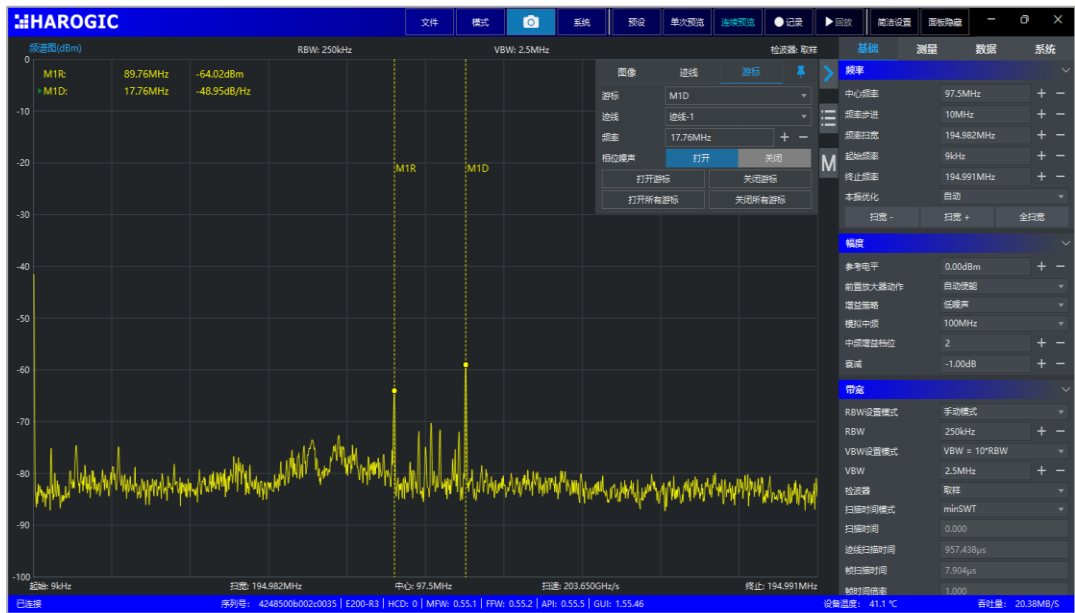 HAROGIC
文件 模式 系统 预设 单次预览 连续预览 记录 回放 简洁设置 面板隐藏
频谱图(dBm) RBW: 250kHz VBW: 2.5MHz 检波器: 取样
M1R: 89.76MHz -64.02dBm
M1D: 17.76MHz -48.95dB/Hz
0
-10
-20
-30
-40
-50
-60
-70
-80
-90
-100
M1R M1D
起始: 9kHz 扫宽: 194.982MHz 中心: 97.5MHz 扫速: 203.650GHz/s 终止: 194.991MHz
图像 迹线 游标
游标 M1D
迹线 迹线-1
频率 17.76MHz + −
相位噪声 打开 关闭
打开游标 关闭游标
打开所有游标 关闭所有游标
M
基础 测量 数据 系统
频率
中心频率 97.5MHz + −
频率步进 10MHz + −
频率扫宽 194.982MHz + −
起始频率 9kHz + −
终止频率 194.991MHz + −
本振优化 自动
扫宽 - 扫宽 + 全扫宽
幅度
参考电平 0.00dBm + −
前置放大器动作 自动使能
增益策略 低噪声
模拟中频 100MHz
中频增益档位 2 + −
衰减 -1.00dB + −
带宽
RBW设置模式 手动模式
RBW 250kHz + −
VBW设置模式 VBW = 10*RBW
VBW 2.5MHz + −
检波器 取样
扫描时间模式 minSWT
扫描时间 0.000
迹线扫描时间 957.438μs
帧扫描时间 7.904μs
帧时间倍率 1.000
已连接 序列号: 4248500b002c0035 | E200-R3 | HCD: 0 | MFW: 0.55.1 | FFW: 0.55.2 | API: 0.55.5 | GUI: 1.55.46 设备温度: 41.1 ℃ 吞吐量: 20.38MB/S